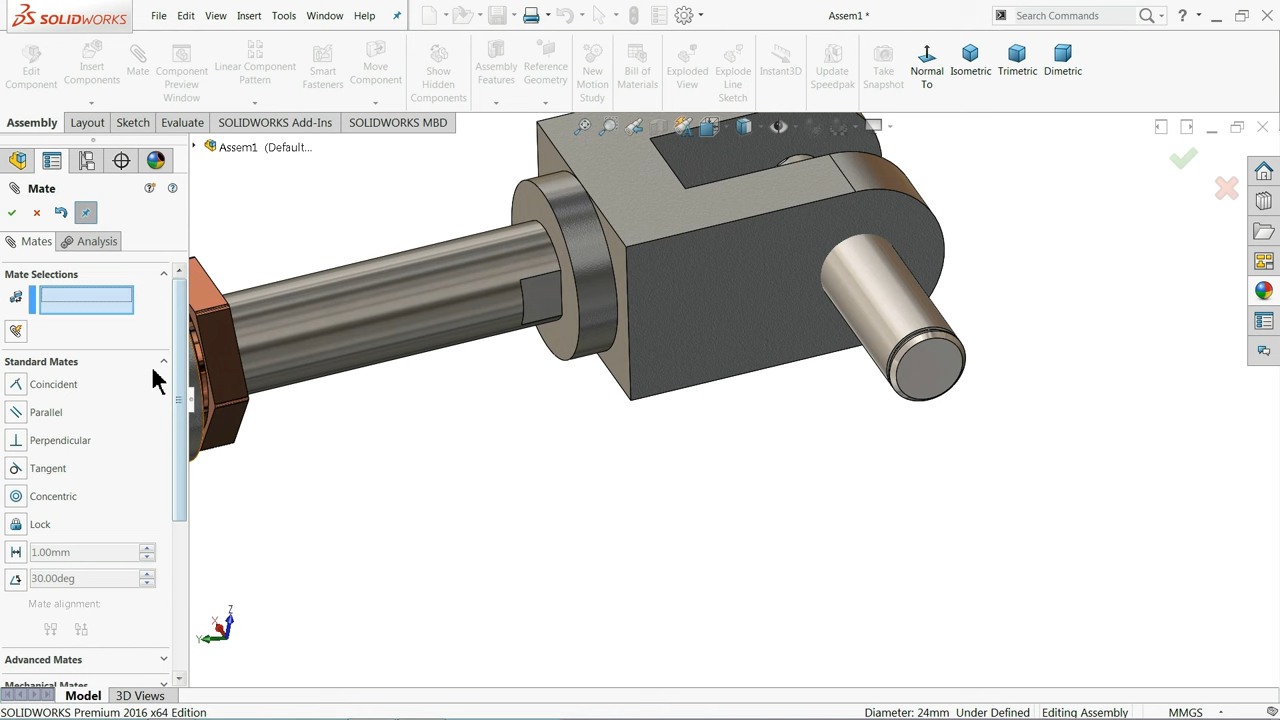 SOLIDWORKS
File Edit View Insert Tools Window Help
Assem1 *
Search Commands
Edit Component
Insert Components
Mate
Component Preview Window
Linear Component Pattern
Smart Fasteners
Move Component
Show Hidden Components
Assembly Features
Reference Geometry
New Motion Study
Bill of Materials
Exploded View
Explode Line Sketch
Instant3D
Update Speedpak
Take Snapshot
Normal To
Isometric
Trimetric
Dimetric
Assembly Layout Sketch Evaluate SOLIDWORKS Add-Ins SOLIDWORKS MBD
Assem1 (Default...
Mate
Mates Analysis
Mate Selections
Standard Mates
Coincident
Parallel
Perpendicular
Tangent
Concentric
Lock
1.00mm
30.00deg
Mate alignment:
Advanced Mates
Mechanical Mates
Z
X
Y
Model 3D Views
SOLIDWORKS Premium 2016 x64 Edition
Diameter: 24mm Under Defined Editing Assembly MMGS